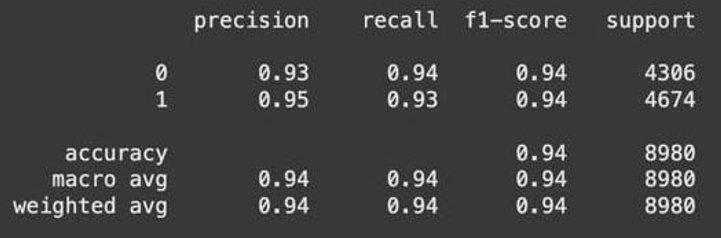 precision recall f1-score support
0 0.93 0.94 0.94 4306
1 0.95 0.93 0.94 4674
accuracy 0.94 8980
macro avg 0.94 0.94 0.94 8980
weighted avg 0.94 0.94 0.94 8980